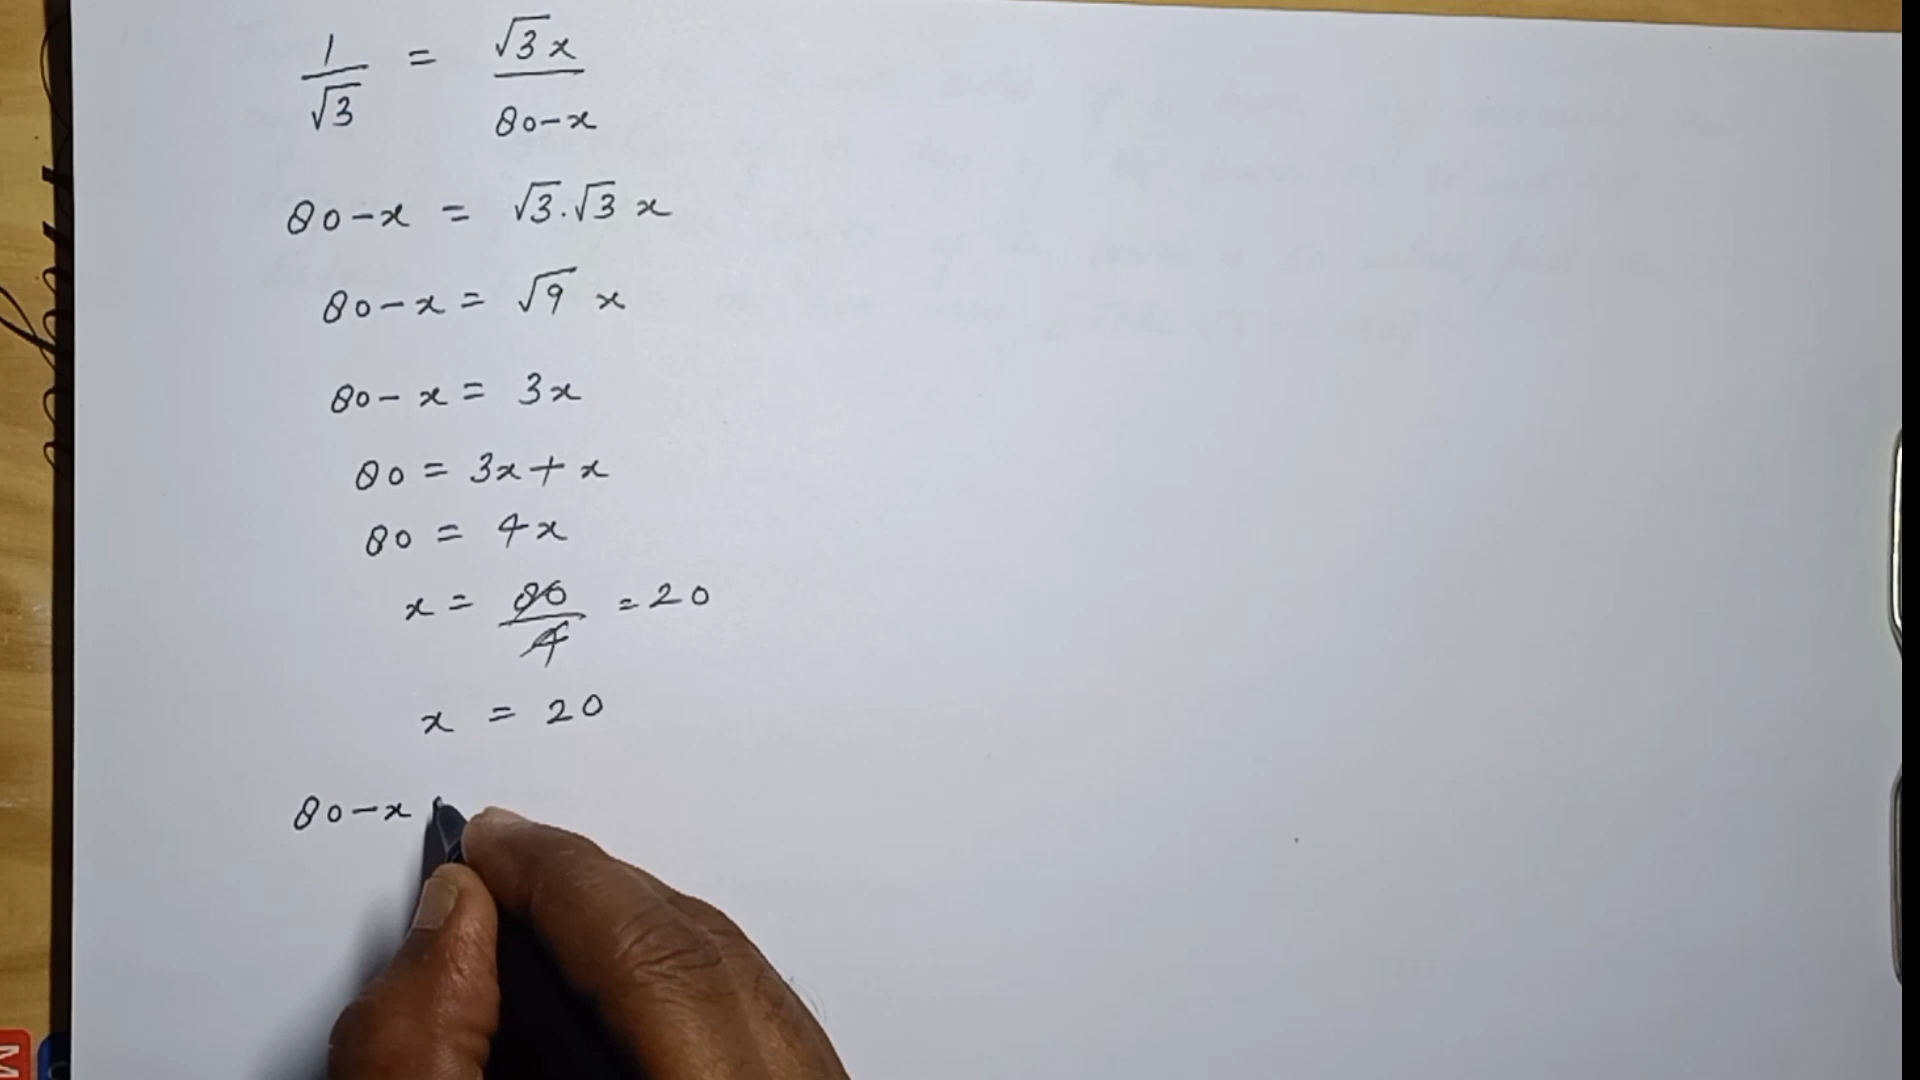 1/√3 = √3x/80-x
80-x = √3.√3 x
80-x = √9 x
80-x = 3x
80 = 3x+x
80 = 4x
x = 80/4 = 20
x = 20
80-x